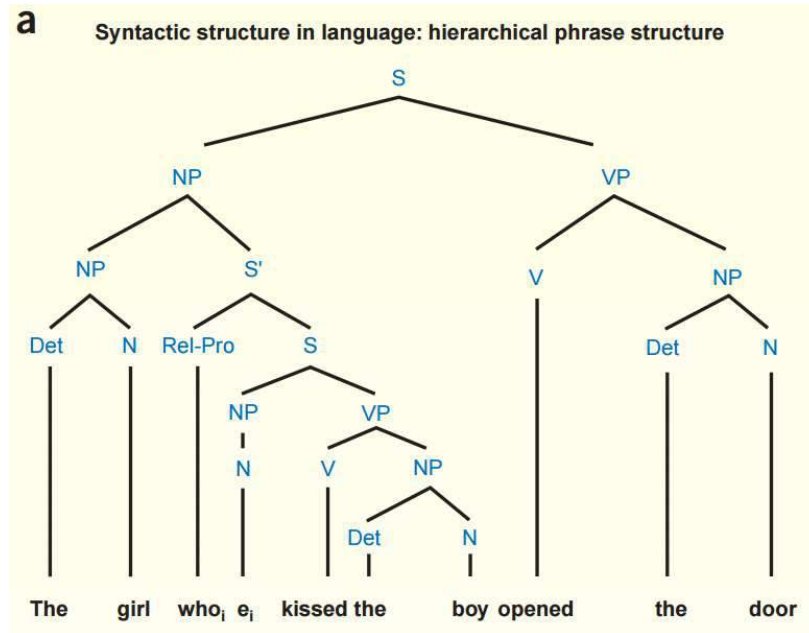 a
Syntactic structure in language: hierarchical phrase structure
S
NP VP
NP S' V NP
Det N Rel-Pro S Det N
NP VP
N V NP
Det N
The girl whoᵢ eᵢ kissed the boy opened the door